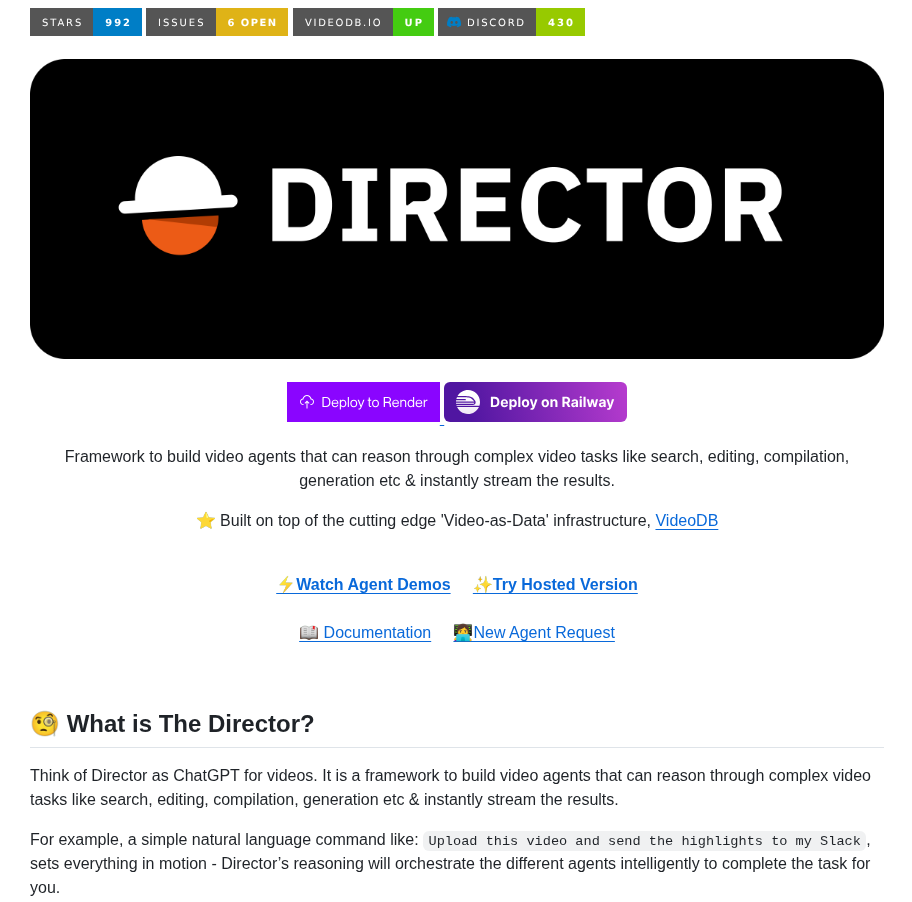 STARS 992 ISSUES 6 OPEN VIDEODB.IO UP DISCORD 430
DIRECTOR
Deploy to Render Deploy on Railway
Framework to build video agents that can reason through complex video tasks like search, editing, compilation,
generation etc & instantly stream the results.
⭐ Built on top of the cutting edge 'Video-as-Data' infrastructure, VideoDB
⚡Watch Agent Demos ✨Try Hosted Version
📖 Documentation 👩‍💻New Agent Request
🧐 What is The Director?
Think of Director as ChatGPT for videos. It is a framework to build video agents that can reason through complex video
tasks like search, editing, compilation, generation etc & instantly stream the results.
For example, a simple natural language command like: Upload this video and send the highlights to my Slack,
sets everything in motion - Director’s reasoning will orchestrate the different agents intelligently to complete the task for
you.